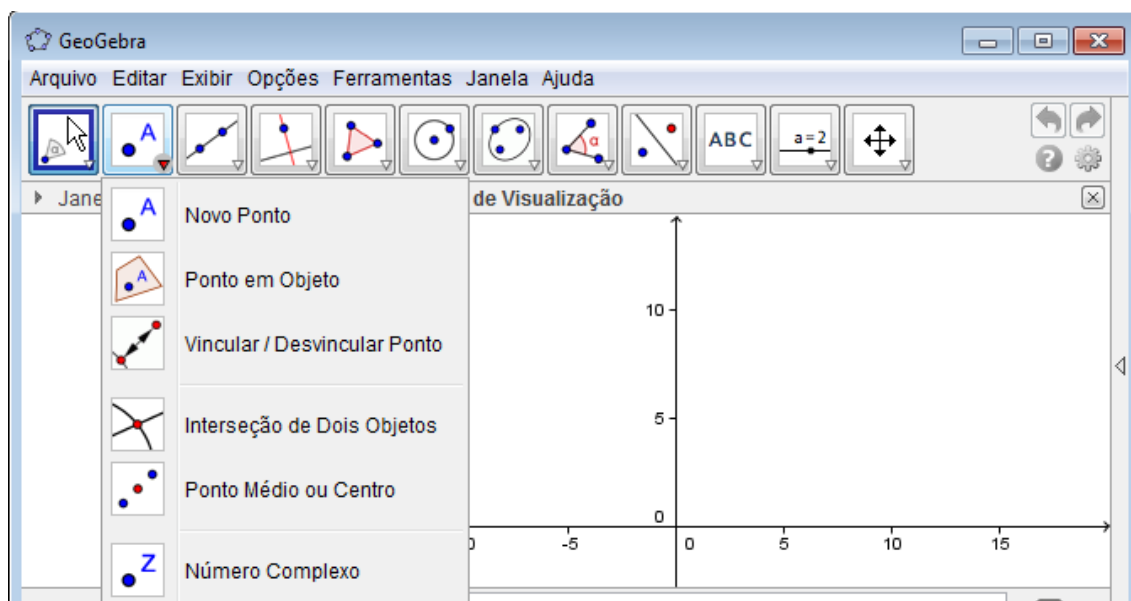 GeoGebra
Arquivo Editar Exibir Opções Ferramentas Janela Ajuda
A ABC a=2
Jane de Visualização
A Novo Ponto
A Ponto em Objeto
Vincular / Desvincular Ponto
Interseção de Dois Objetos
Ponto Médio ou Centro
Z Número Complexo
10
5
0
-5 0 5 10 15